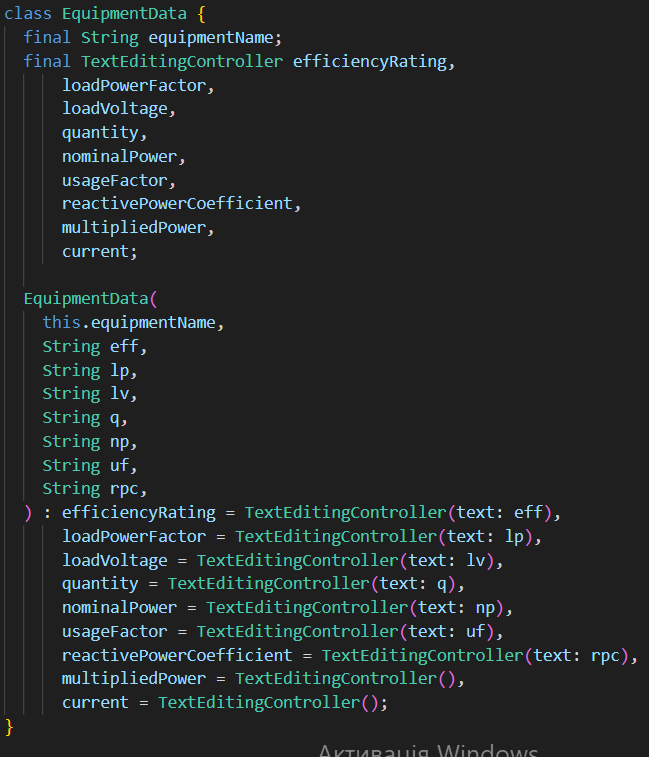 class EquipmentData {
  final String equipmentName;
  final TextEditingController efficiencyRating,
      loadPowerFactor,
      loadVoltage,
      quantity,
      nominalPower,
      usageFactor,
      reactivePowerCoefficient,
      multipliedPower,
      current;
  EquipmentData(
    this.equipmentName,
    String eff,
    String lp,
    String lv,
    String q,
    String np,
    String uf,
    String rpc,
  ) : efficiencyRating = TextEditingController(text: eff),
      loadPowerFactor = TextEditingController(text: lp),
      loadVoltage = TextEditingController(text: lv),
      quantity = TextEditingController(text: q),
      nominalPower = TextEditingController(text: np),
      usageFactor = TextEditingController(text: uf),
      reactivePowerCoefficient = TextEditingController(text: rpc),
      multipliedPower = TextEditingController(),
      current = TextEditingController();
}
Активація Windows